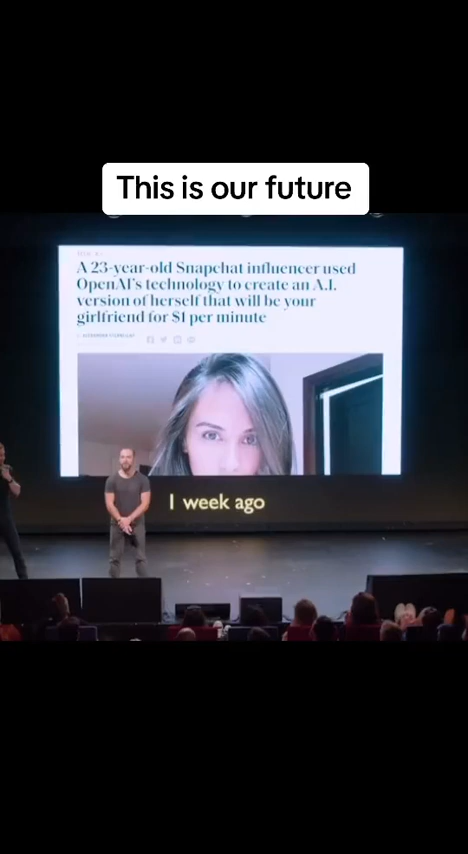 This is our future
A 23-year-old Snapchat influencer used
OpenAI's technology to create an A.I.
version of herself that will be your
girlfriend for $1 per minute
1 week ago